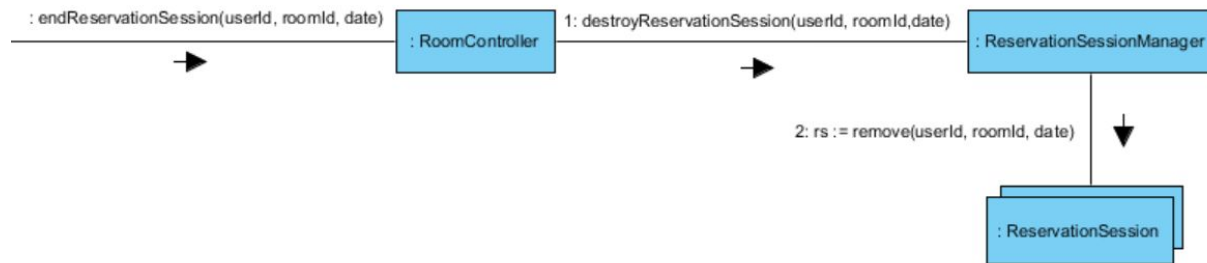 : endReservationSession(userId, roomId, date)
: RoomController
1: destroyReservationSession(userId, roomId,date)
: ReservationSessionManager
2: rs := remove(userId, roomId, date)
: ReservationSession